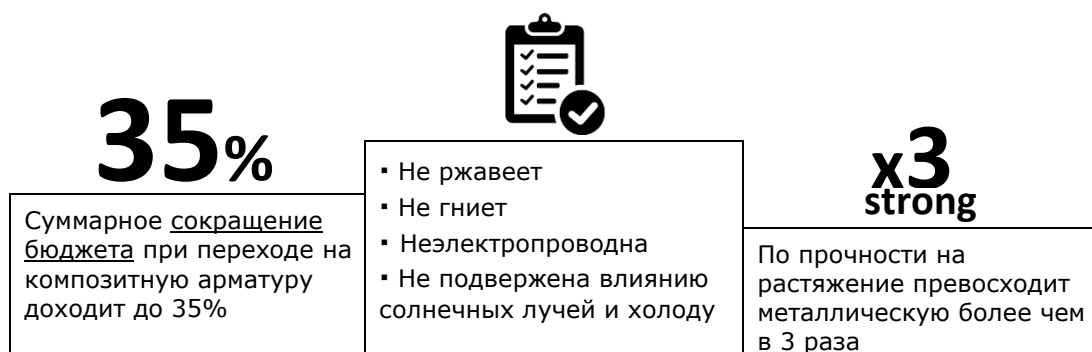 35%
Суммарное сокращение
бюджета при переходе на
композитную арматуру
доходит до 35%
· Не ржавеет
· Не гниет
· Неэлектропроводна
· Не подвержена влиянию
солнечных лучей и холоду
x3
strong
По прочности на
растяжение превосходит
металлическую более чем
в 3 раза